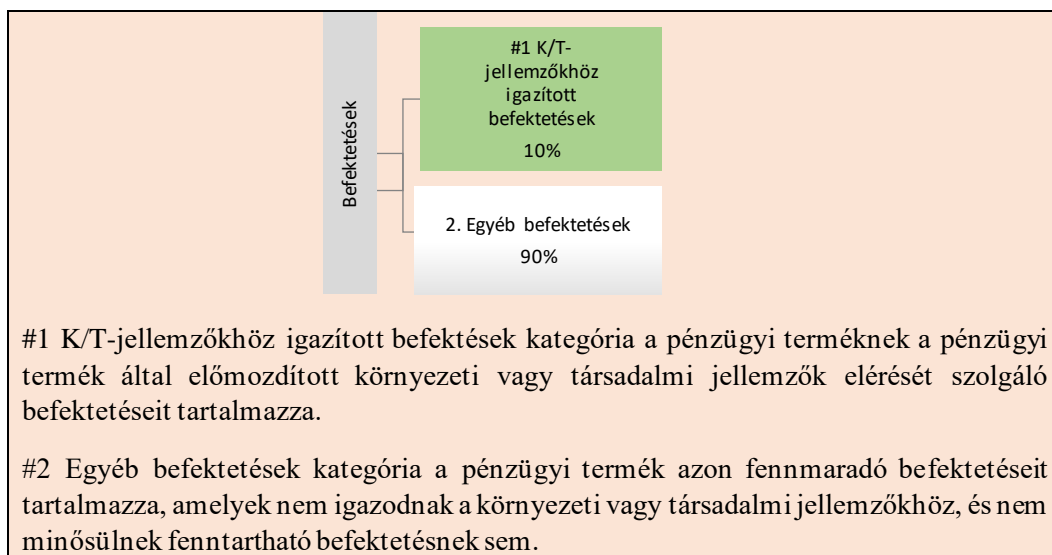 Befektetések
#1 K/T-
jellemzőkhöz
igazított
befektetések
10%
2. Egyéb befektetések
90%
#1 K/T-jellemzőkhöz igazított befektések kategória a pénzügyi terméknek a pénzügyi
termék által előmozdított környezeti vagy társadalmi jellemzők elérését szolgáló
befektetéseit tartalmazza.
#2 Egyéb befektetések kategória a pénzügyi termék azon fennmaradó befektetéseit
tartalmazza, amelyek nem igazodnak a környezeti vagy társadalmi jellemzőkhöz, és nem
minősülnek fenntartható befektetésnek sem.